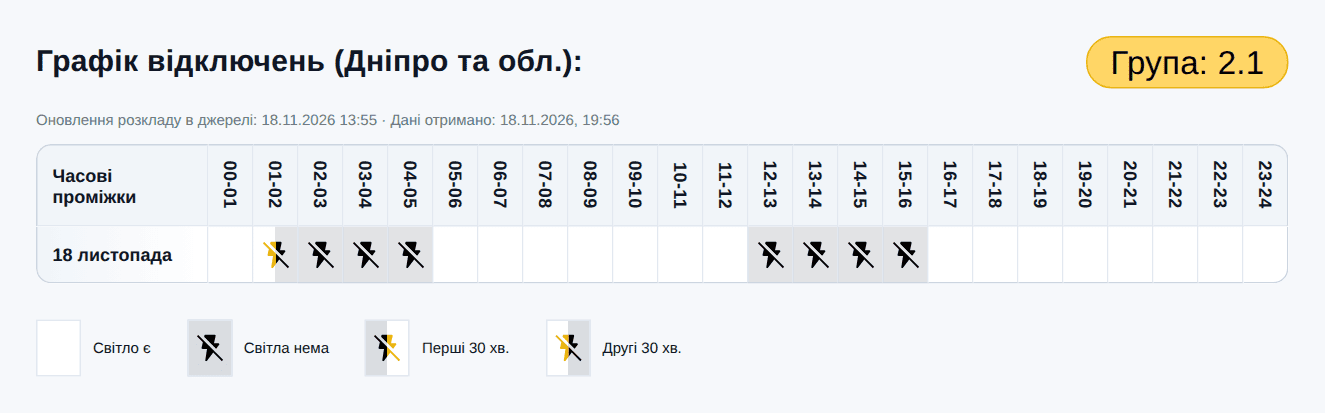 Графік відключень (Дніпро та обл.):
Група: 2.1
Оновлення розкладу в джерелі: 18.11.2026 13:55 · Дані отримано: 18.11.2026, 19:56
Часові
проміжки
00-01
01-02
02-03
03-04
04-05
05-06
06-07
07-08
08-09
09-10
10-11
11-12
12-13
13-14
14-15
15-16
16-17
17-18
18-19
19-20
20-21
21-22
22-23
23-24
18 листопада
Світло є
Світла нема
Перші 30 хв.
Другі 30 хв.